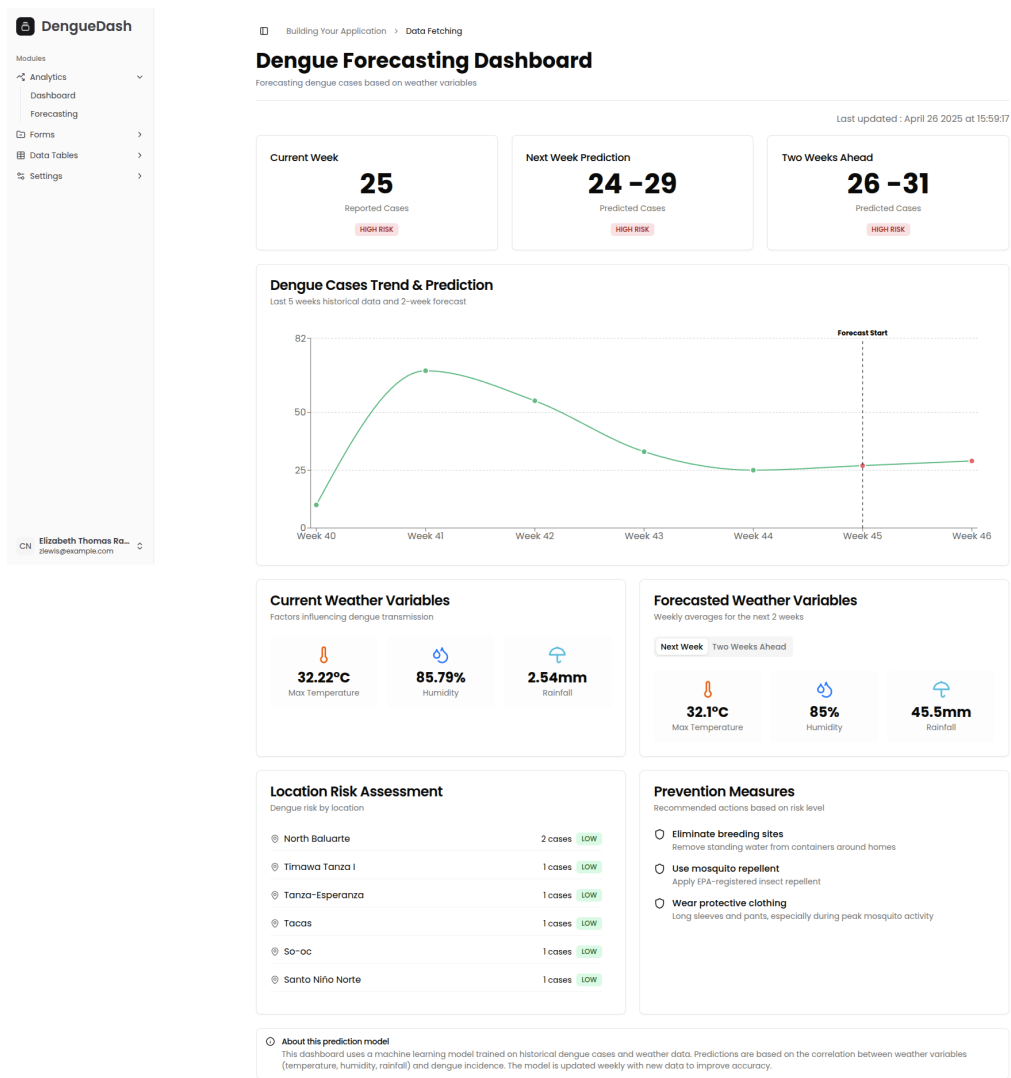 DengueDash
Modules
Analytics
Dashboard
Forecasting
Forms
Data Tables
Settings
CN
Elizabeth Thomas Ra...
zlewis@example.com
Building Your Application > Data Fetching
Dengue Forecasting Dashboard
Forecasting dengue cases based on weather variables
Last updated : April 26 2025 at 15:59:17
Current Week
25
Reported Cases
HIGH RISK
Next Week Prediction
24 -29
Predicted Cases
HIGH RISK
Two Weeks Ahead
26 -31
Predicted Cases
HIGH RISK
Dengue Cases Trend & Prediction
Last 5 weeks historical data and 2-week forecast
Forecast Start
82
50
25
0
Week 40 Week 41 Week 42 Week 43 Week 44 Week 45 Week 46
Current Weather Variables
Factors influencing dengue transmission
32.22°C
Max Temperature
85.79%
Humidity
2.54mm
Rainfall
Forecasted Weather Variables
Weekly averages for the next 2 weeks
Next Week Two Weeks Ahead
32.1°C
Max Temperature
85%
Humidity
45.5mm
Rainfall
Location Risk Assessment
Dengue risk by location
North Baluarte 2 cases LOW
Timawa Tanza I 1 cases LOW
Tanza-Esperanza 1 cases LOW
Tacas 1 cases LOW
So-oc 1 cases LOW
Santo Niño Norte 1 cases LOW
Prevention Measures
Recommended actions based on risk level
Eliminate breeding sites
Remove standing water from containers around homes
Use mosquito repellent
Apply EPA-registered insect repellent
Wear protective clothing
Long sleeves and pants, especially during peak mosquito activity
About this prediction model
This dashboard uses a machine learning model trained on historical dengue cases and weather data. Predictions are based on the correlation between weather variables
(temperature, humidity, rainfall) and dengue incidence. The model is updated weekly with new data to improve accuracy.